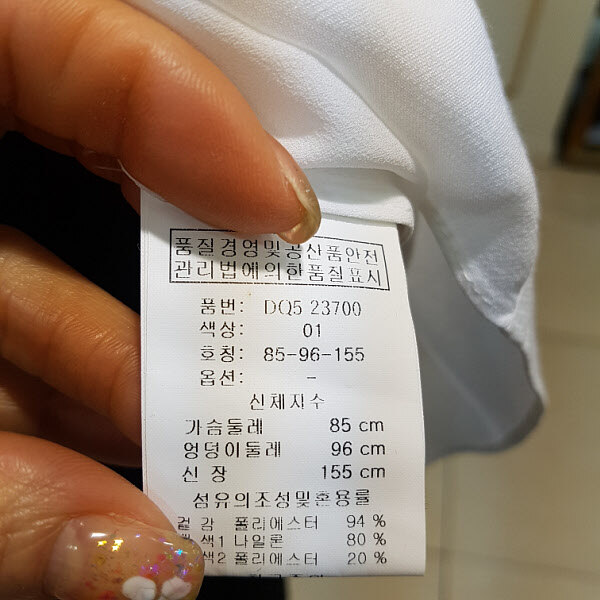 품질경영및공산품안전
관리법에의한품질표시
품번: DQ5 23700
색상: 01
호칭: 85-96-155
옵션: -
신체치수
가슴둘레 85 cm
엉덩이둘레 96 cm
신 장 155 cm
섬유의조성및혼용률
겉 감 폴리에스터 94 %
색1 나일론 80 %
색2 폴리에스터 20 %